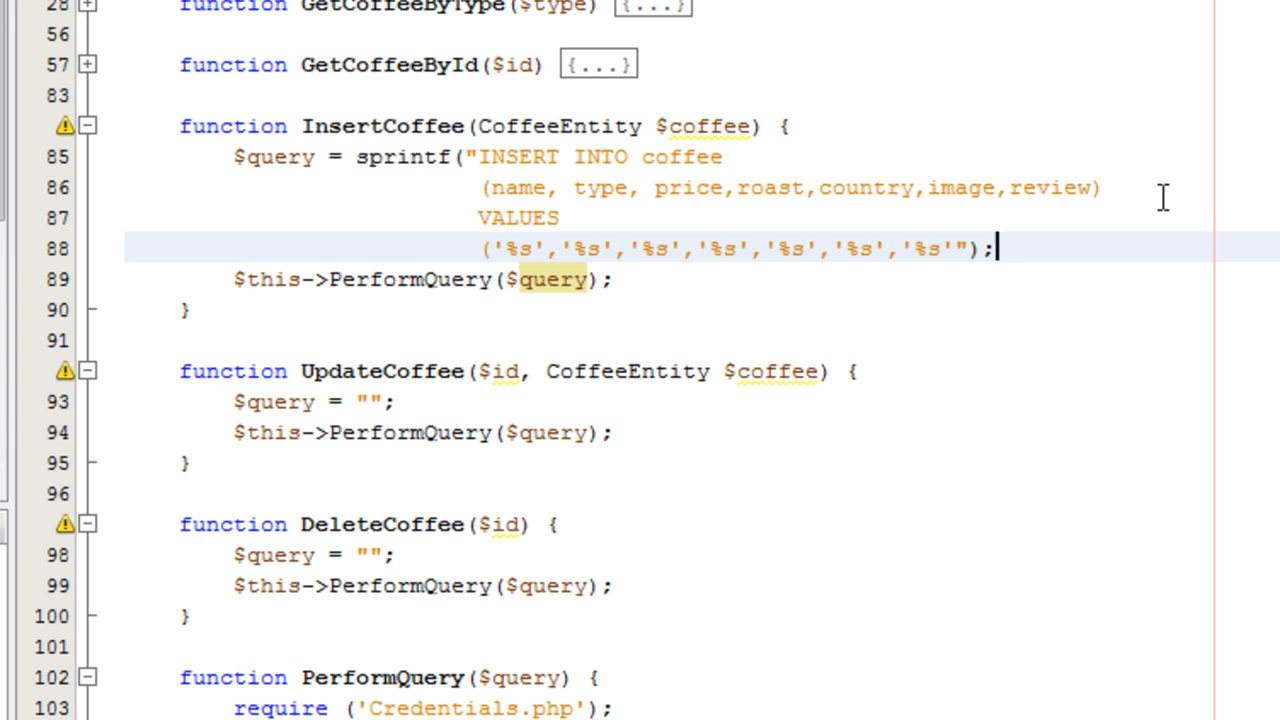 28 function GetCoffeeByType($type) {...}
56
57 function GetCoffeeById($id) {...}
83
function InsertCoffee(CoffeeEntity $coffee) {
85 $query = sprintf("INSERT INTO coffee
86 (name, type, price,roast,country,image,review)
87 VALUES
88 ('%s','%s','%s','%s','%s','%s','%s'");
89 $this->PerformQuery($query);
90 }
91
function UpdateCoffee($id, CoffeeEntity $coffee) {
93 $query = "";
94 $this->PerformQuery($query);
95 }
96
function DeleteCoffee($id) {
98 $query = "";
99 $this->PerformQuery($query);
100 }
101
102 function PerformQuery($query) {
103 require ('Credentials.php');